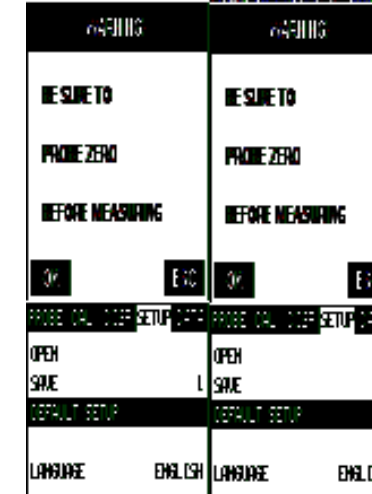 WARNING
WARNING
BE SURE TO
BE SURE TO
PROBE ZERO
PROBE ZERO
BEFORE MEASURING
BEFORE MEASURING
OK ESC
OK
PROBE CAL DISP SETUP DATA
PROBE CAL DISP SETUP
OPEN
OPEN
SAVE L
SAVE
DEFAULT SETUP
DEFAULT SETUP
LANGUAGE ENGLISH
LANGUAGE